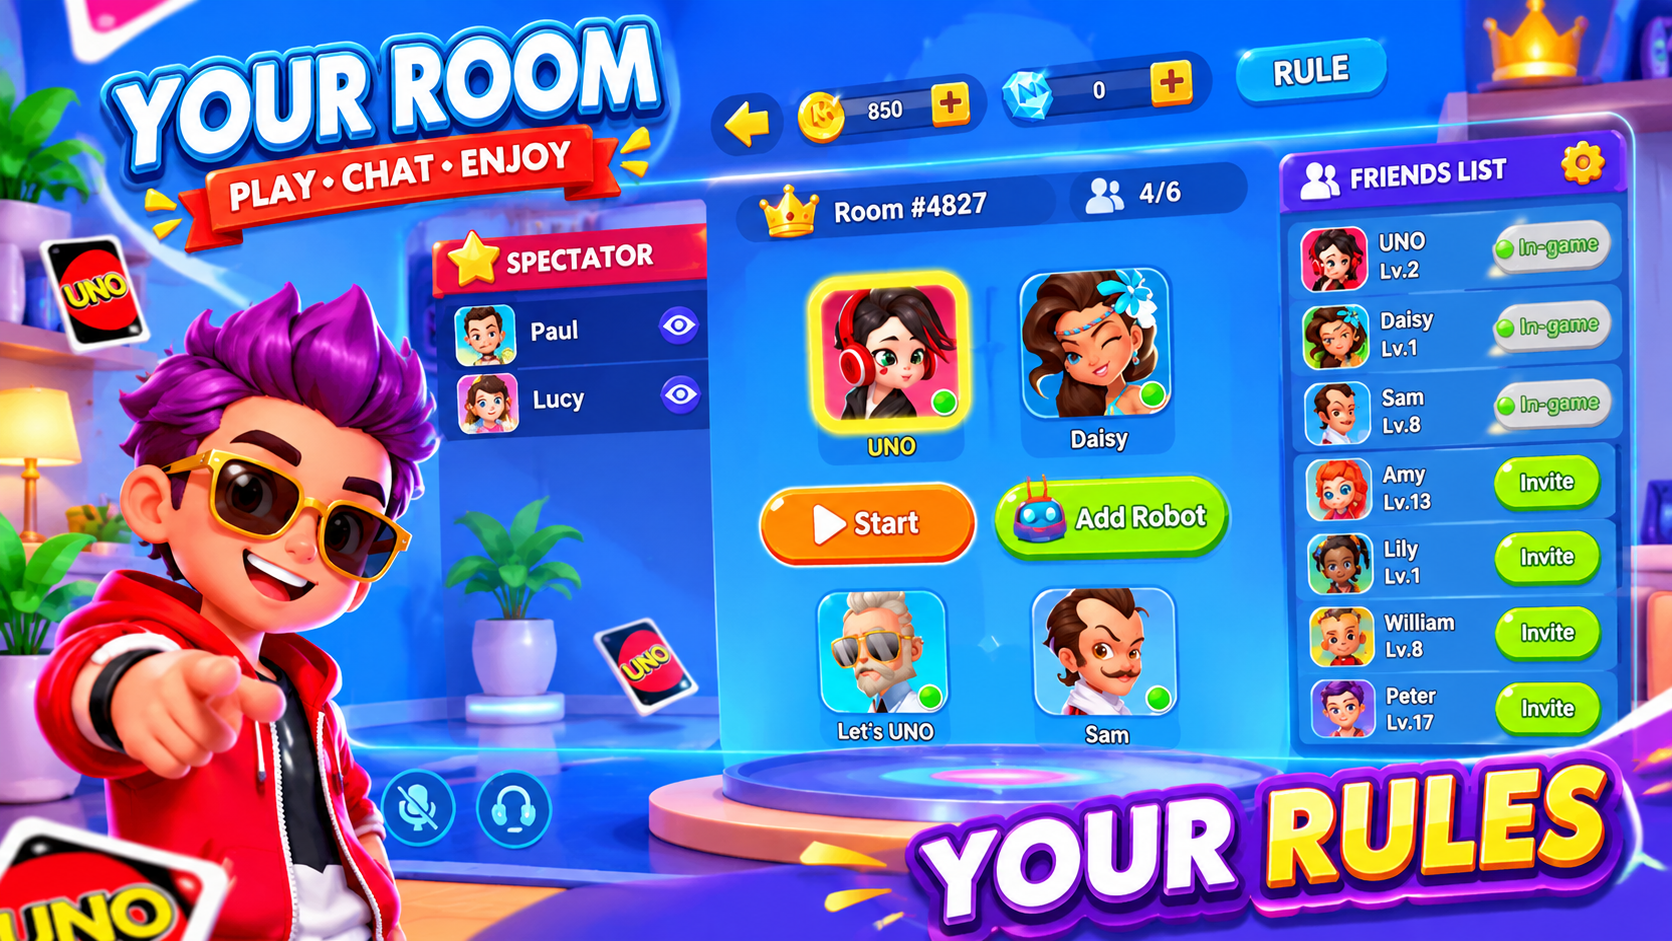 YOUR ROOM
PLAY • CHAT • ENJOY
850
0
RULE
Room #4827
4/6
SPECTATOR
Paul
Lucy
UNO
Daisy
Start
Add Robot
Let's UNO
Sam
FRIENDS LIST
UNO
Lv.2
In-game
Daisy
Lv.1
In-game
Sam
Lv.8
In-game
Amy
Lv.13
Invite
Lily
Lv.1
Invite
William
Lv.8
Invite
Peter
Lv.17
Invite
UNO
UNO
UNO
YOUR RULES